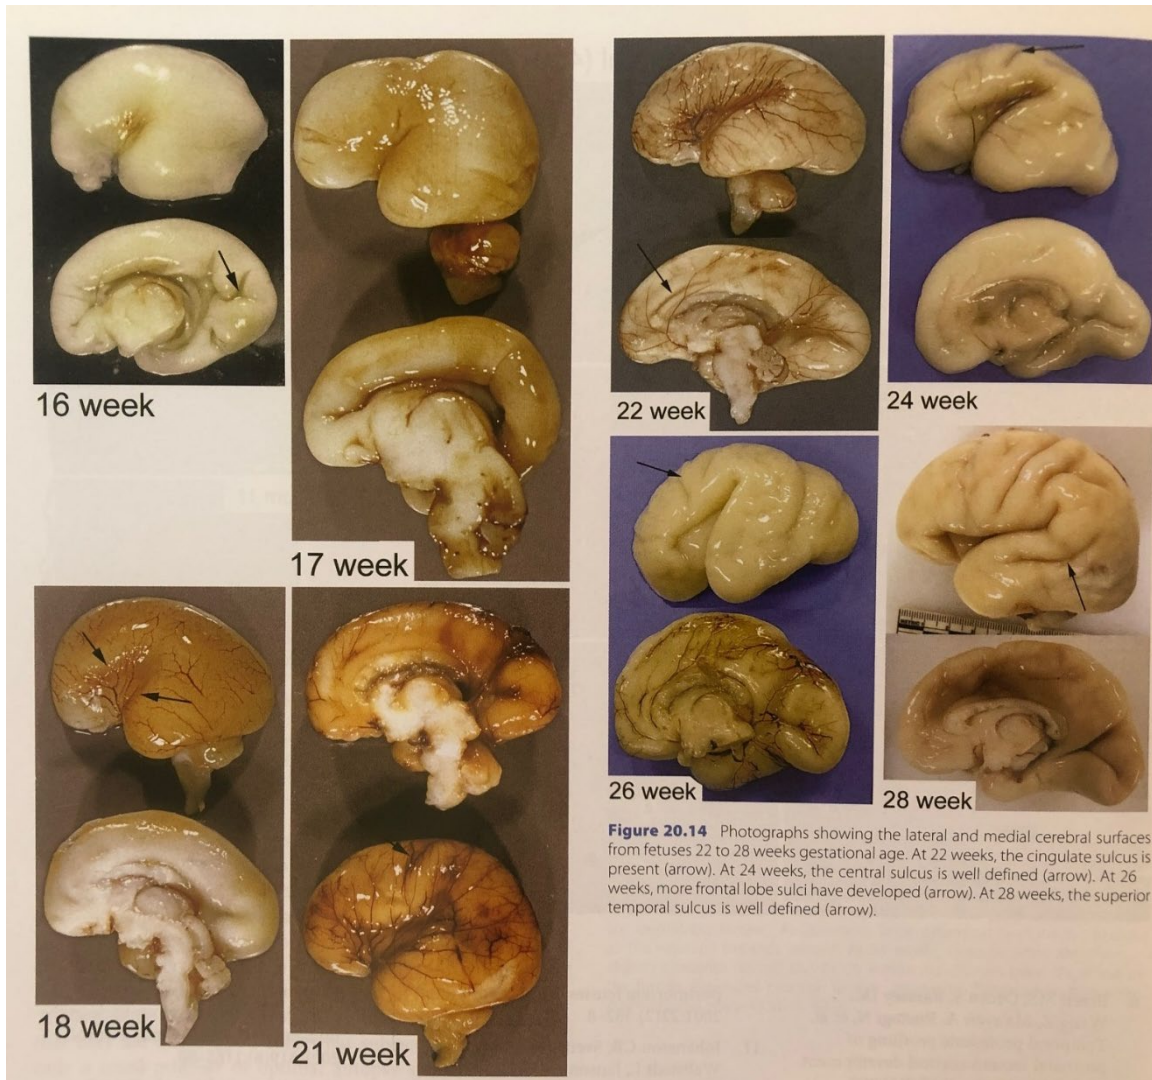 16 week
17 week
18 week
21 week
22 week
24 week
26 week
28 week
Figure 20.14 Photographs showing the lateral and medial cerebral surfaces
from fetuses 22 to 28 weeks gestational age. At 22 weeks, the cingulate sulcus is
present (arrow). At 24 weeks, the central sulcus is well defined (arrow). At 26
weeks, more frontal lobe sulci have developed (arrow). At 28 weeks, the superior
temporal sulcus is well defined (arrow).